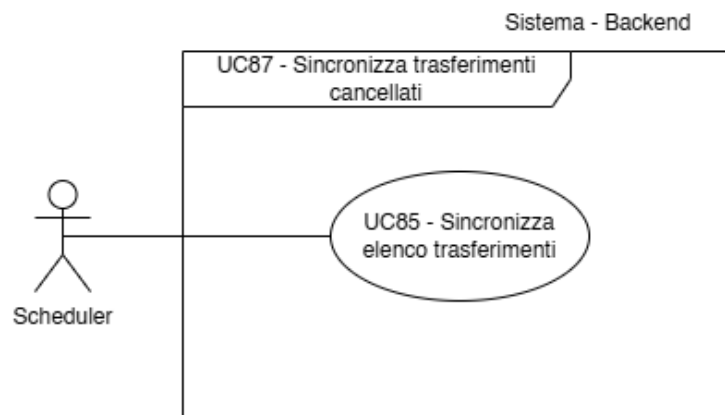 Sistema - Backend
UC87 - Sincronizza trasferimenti
cancellati
UC85 - Sincronizza
elenco trasferimenti
Scheduler